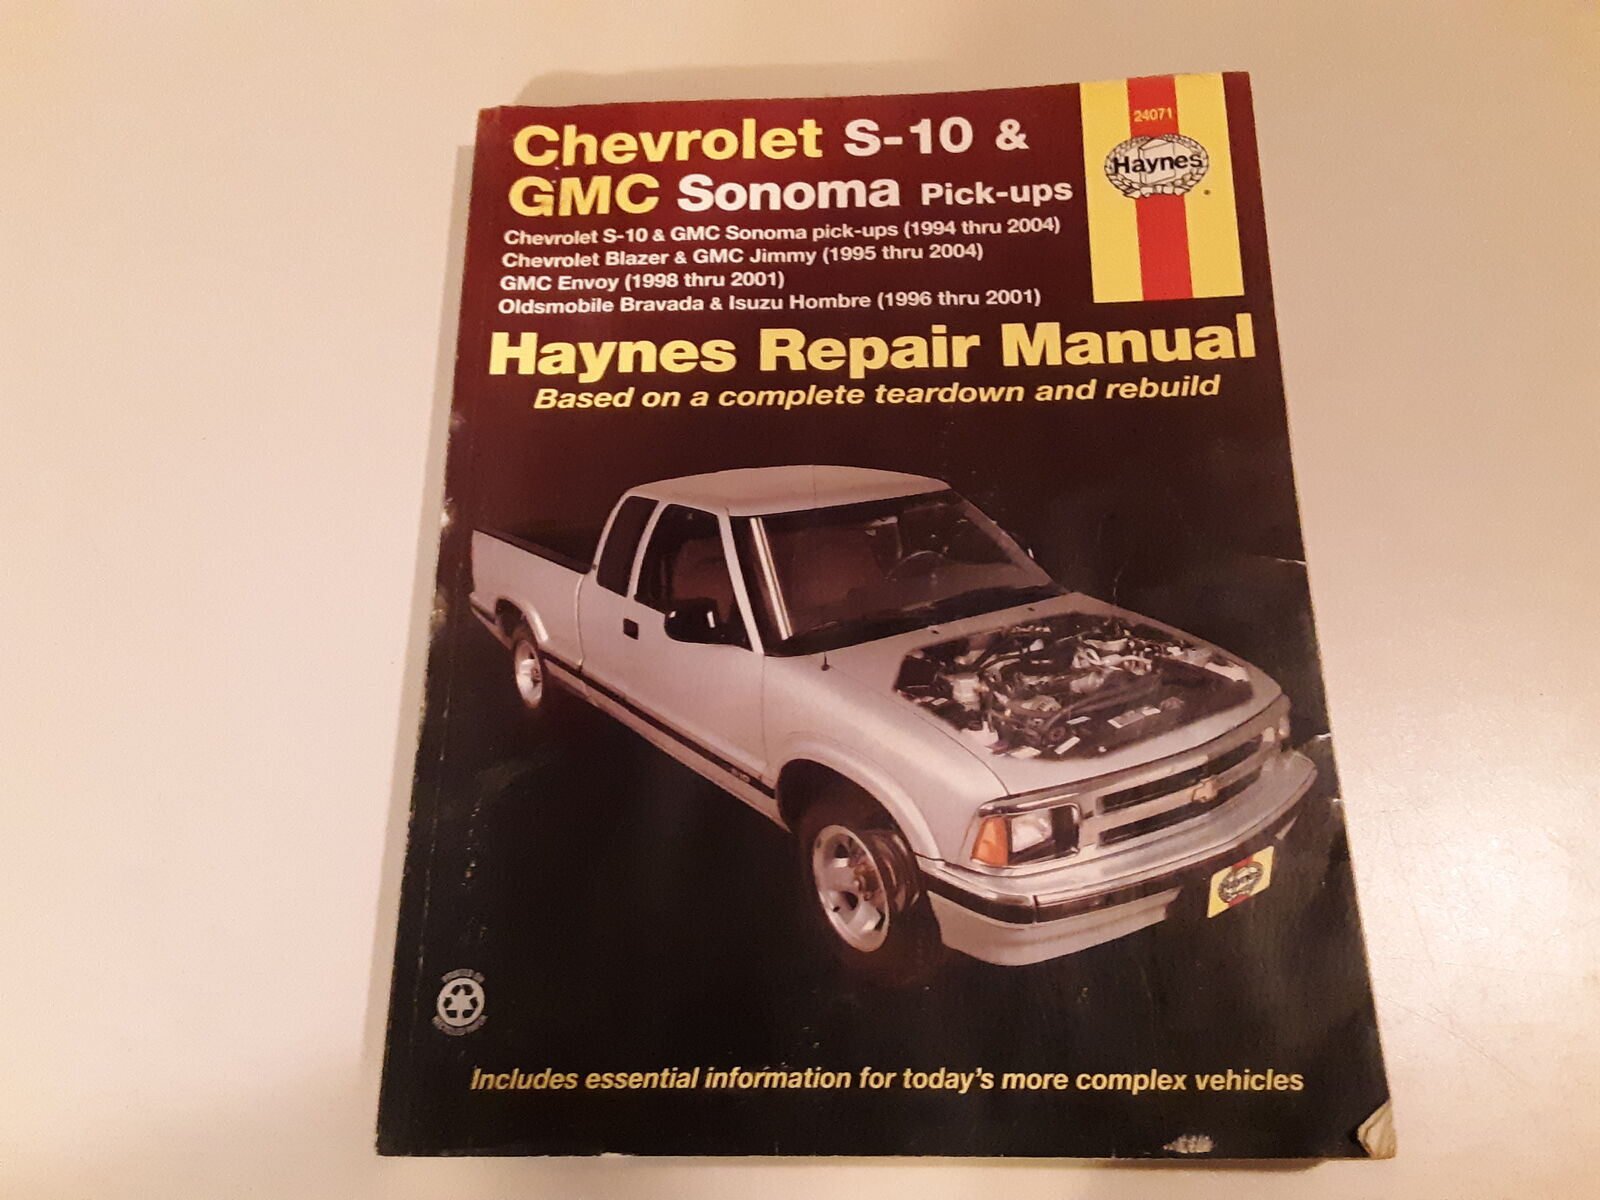 Chevrolet S-10 &
GMC Sonoma Pick-ups
Chevrolet S-10 & GMC Sonoma pick-ups (1994 thru 2004)
Chevrolet Blazer & GMC Jimmy (1995 thru 2004)
GMC Envoy (1998 thru 2001)
Oldsmobile Bravada & Isuzu Hombre (1996 thru 2001)
24071
Haynes
Haynes Repair Manual
Based on a complete teardown and rebuild
S-10
Haynes
Includes essential information for today's more complex vehicles